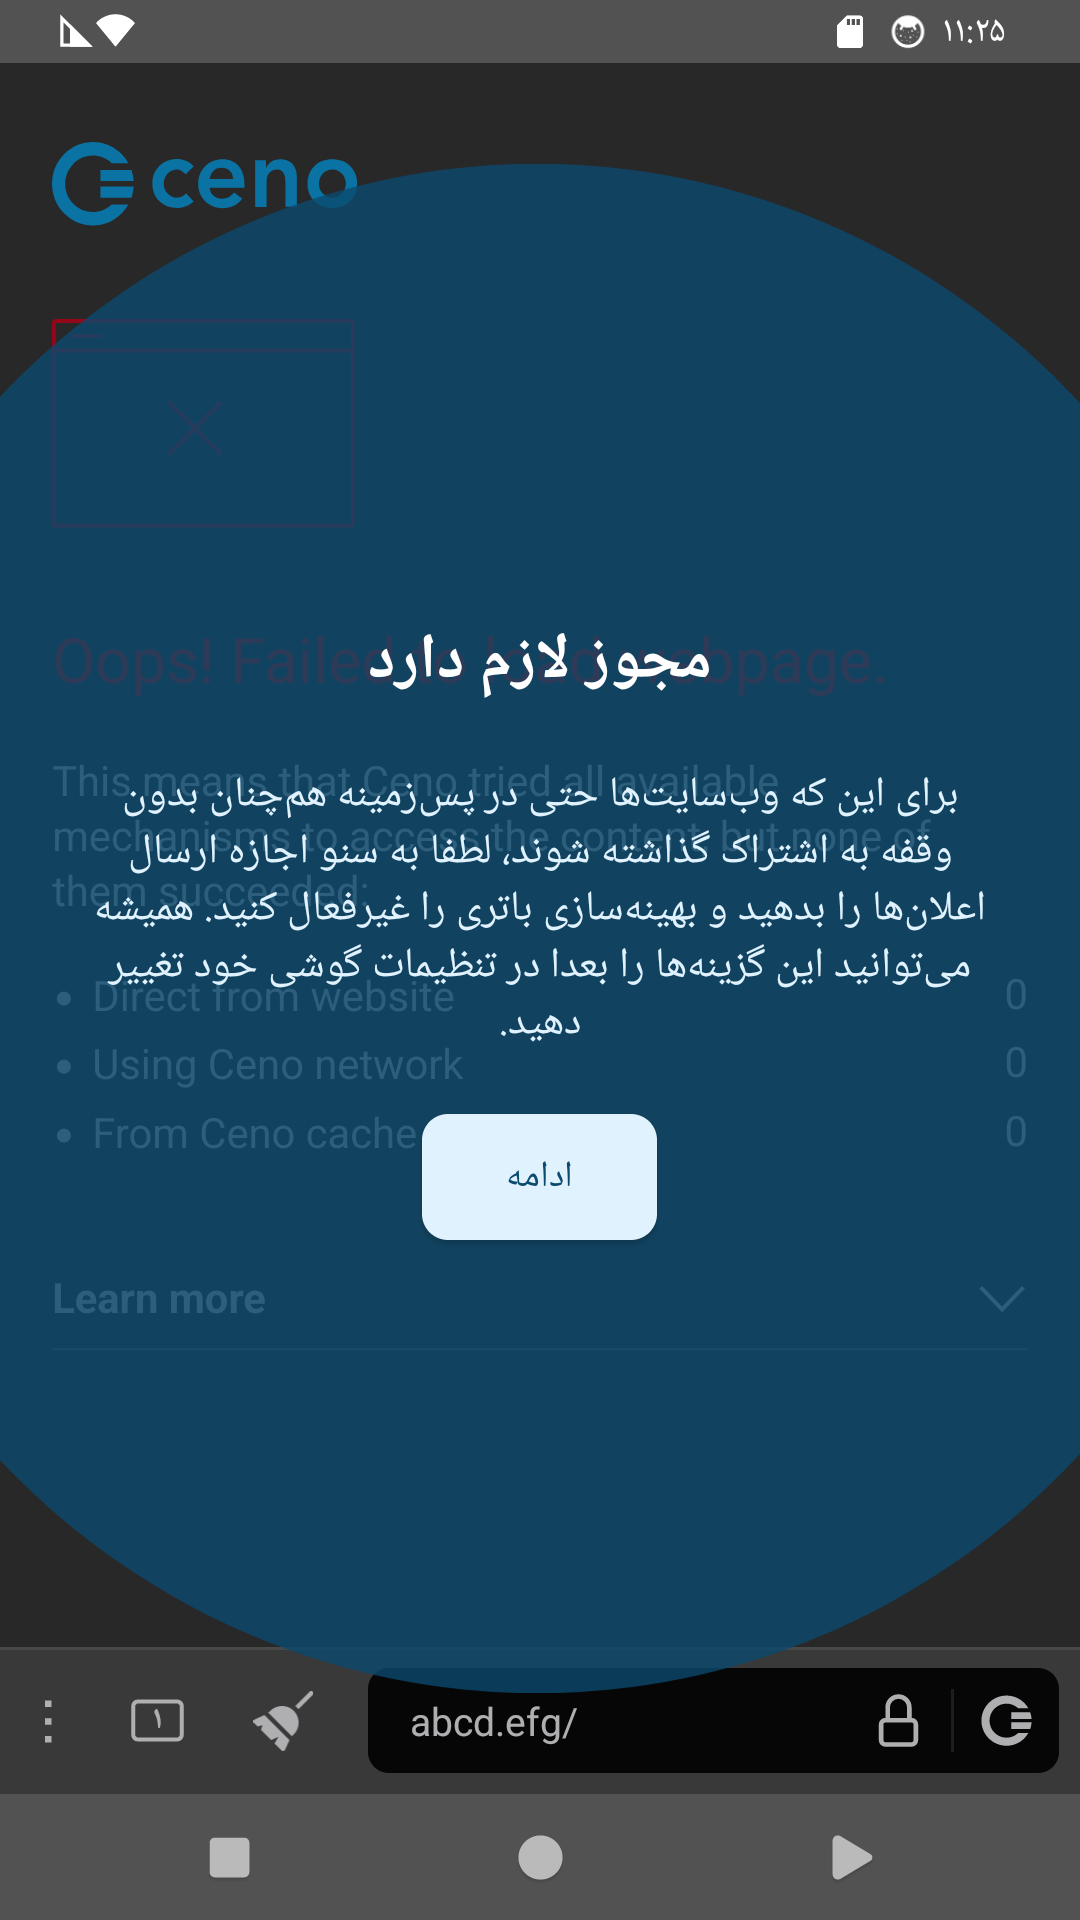 ۱۱:۲۵
ceno
Oops! Failed to load webpage.
مجوز لازم دارد
This means that Ceno tried all available
mechanisms to access the content, but none of
them succeeded:
برای این که وب‌سایت‌ها حتی در پس‌زمینه هم‌چنان بدون
وقفه به اشتراک گذاشته شوند، لطفا به سنو اجازه ارسال
اعلان‌ها را بدهید و بهینه‌سازی باتری را غیرفعال کنید. همیشه
می‌توانید این گزینه‌ها را بعدا در تنظیمات گوشی خود تغییر
دهید.
• Direct from website 0
• Using Ceno network 0
• From Ceno cache 0
ادامه
Learn more
۱
abcd.efg/